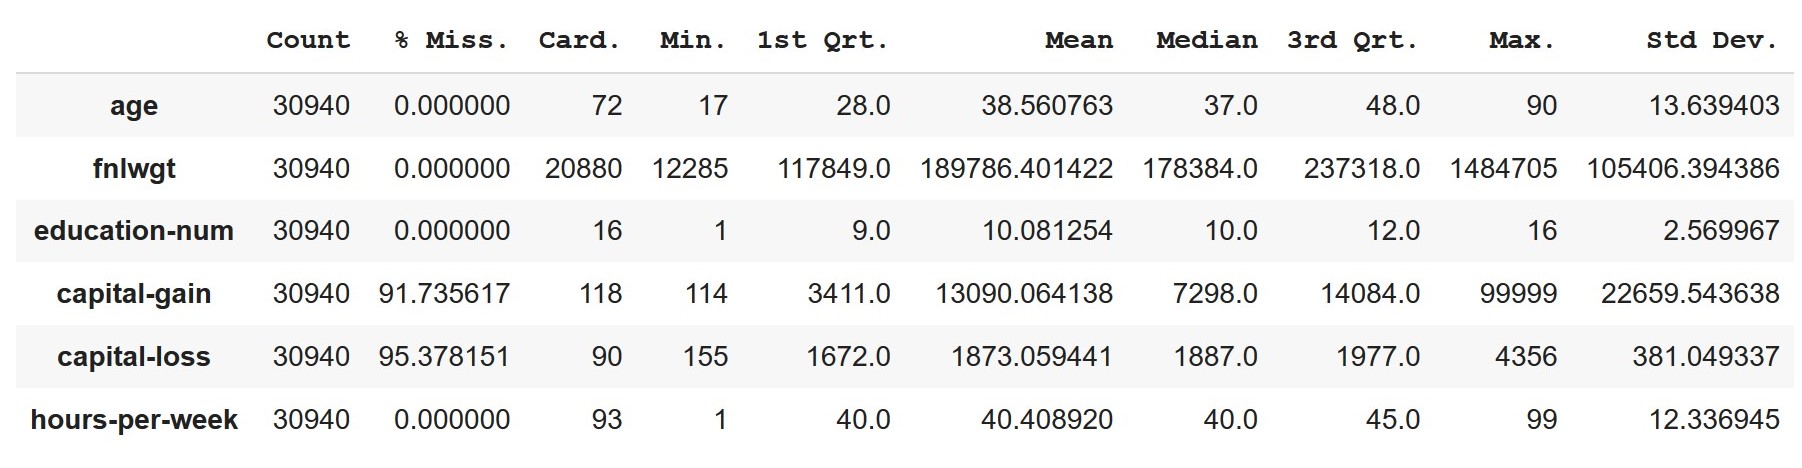 Count % Miss. Card. Min. 1st Qrt. Mean Median 3rd Qrt. Max. Std Dev.
age 30940 0.000000 72 17 28.0 38.560763 37.0 48.0 90 13.639403
fnlwgt 30940 0.000000 20880 12285 117849.0 189786.401422 178384.0 237318.0 1484705 105406.394386
education-num 30940 0.000000 16 1 9.0 10.081254 10.0 12.0 16 2.569967
capital-gain 30940 91.735617 118 114 3411.0 13090.064138 7298.0 14084.0 99999 22659.543638
capital-loss 30940 95.378151 90 155 1672.0 1873.059441 1887.0 1977.0 4356 381.049337
hours-per-week 30940 0.000000 93 1 40.0 40.408920 40.0 45.0 99 12.336945